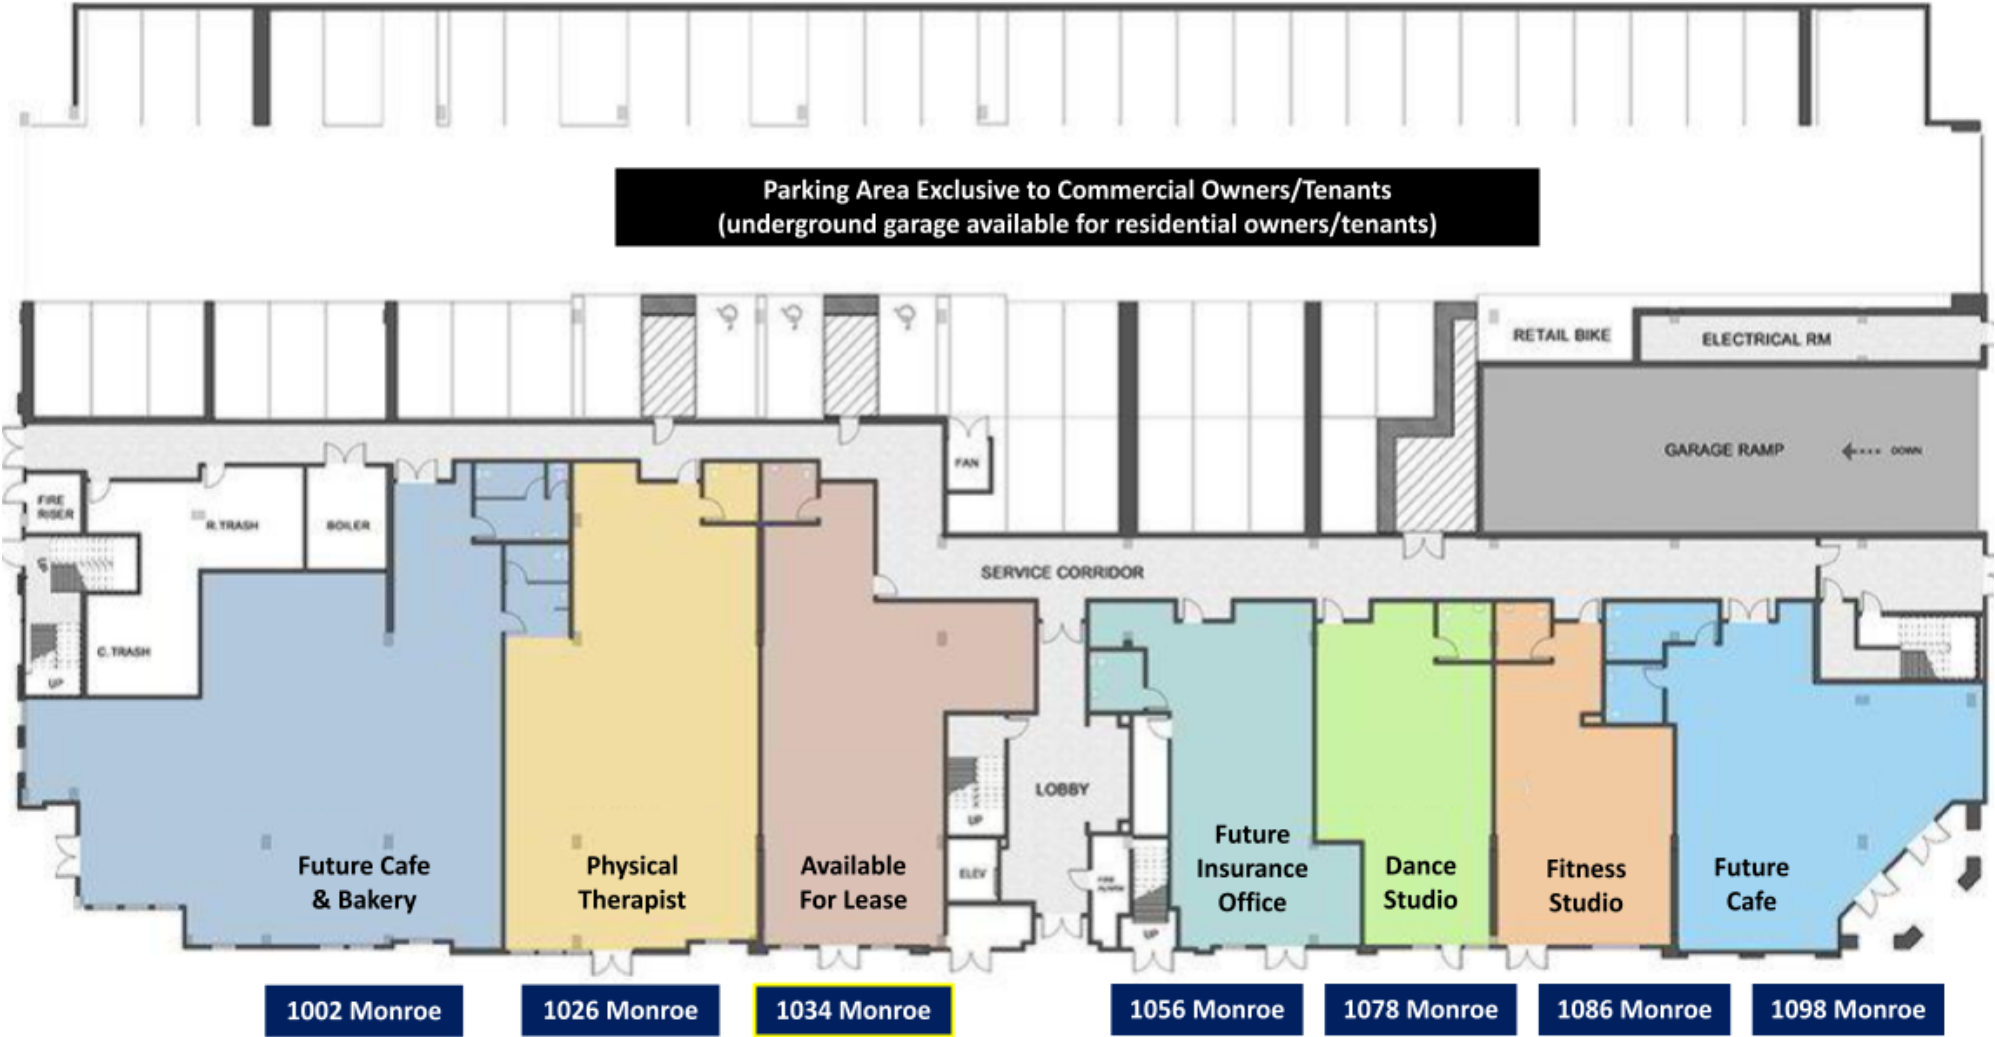 Parking Area Exclusive to Commercial Owners/Tenants
(underground garage available for residential owners/tenants)
RETAIL BIKE
ELECTRICAL RM
GARAGE RAMP
DOWN
FAN
FIRE
RISER
R.TRASH
BOILER
SERVICE CORRIDOR
C.TRASH
UP
LOBBY
UP
ELEV
FIRE
ALARM
UP
Future Cafe
& Bakery
Physical
Therapist
Available
For Lease
Future
Insurance
Office
Dance
Studio
Fitness
Studio
Future
Cafe
1002 Monroe
1026 Monroe
1034 Monroe
1056 Monroe
1078 Monroe
1086 Monroe
1098 Monroe